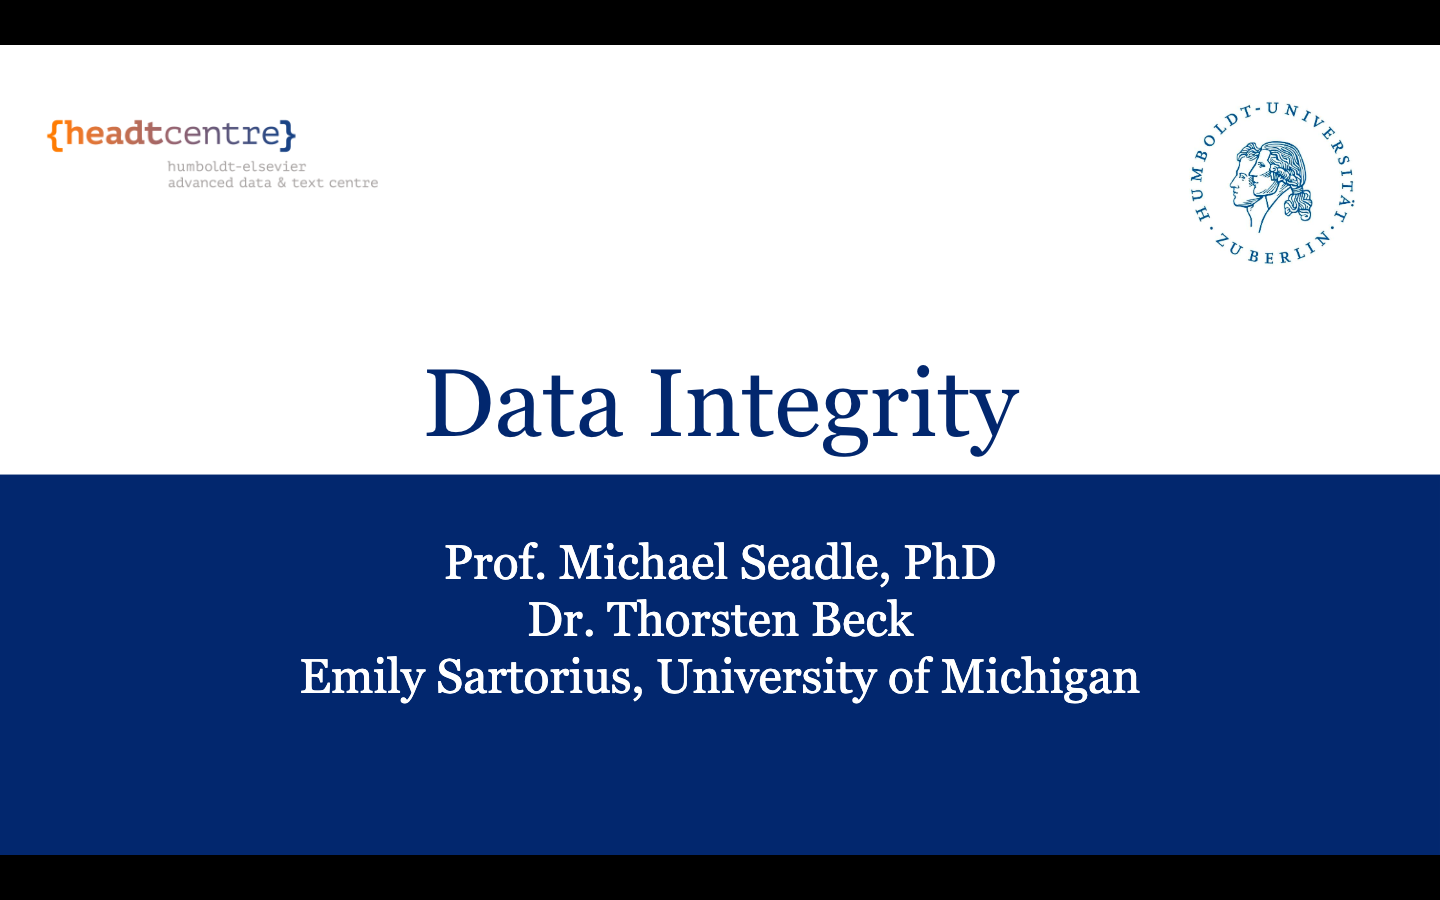 {headtcentre}
humboldt-elsevier
advanced data & text centre
HUMBOLDT-UNIVERSITÄT
· ZU BERLIN ·
Data Integrity
Prof. Michael Seadle, PhD
Dr. Thorsten Beck
Emily Sartorius, University of Michigan